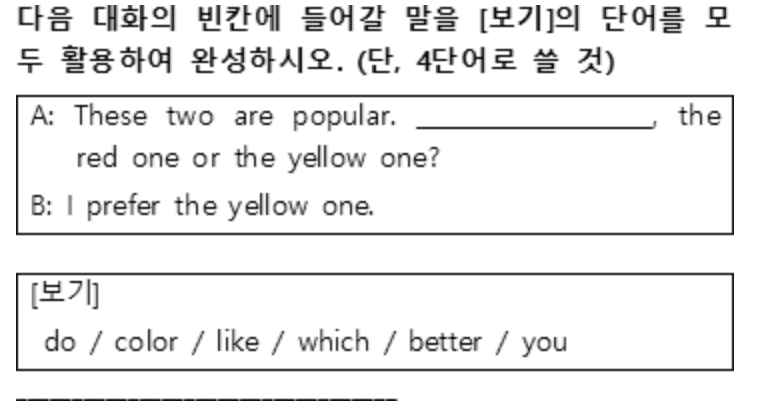 다음 대화의 빈칸에 들어갈 말을 [보기]의 단어를 모
두 활용하여 완성하시오. (단, 4단어로 쓸 것)
A: These two are popular. ________________, the
red one or the yellow one?
B: I prefer the yellow one.
[보기]
do / color / like / which / better / you